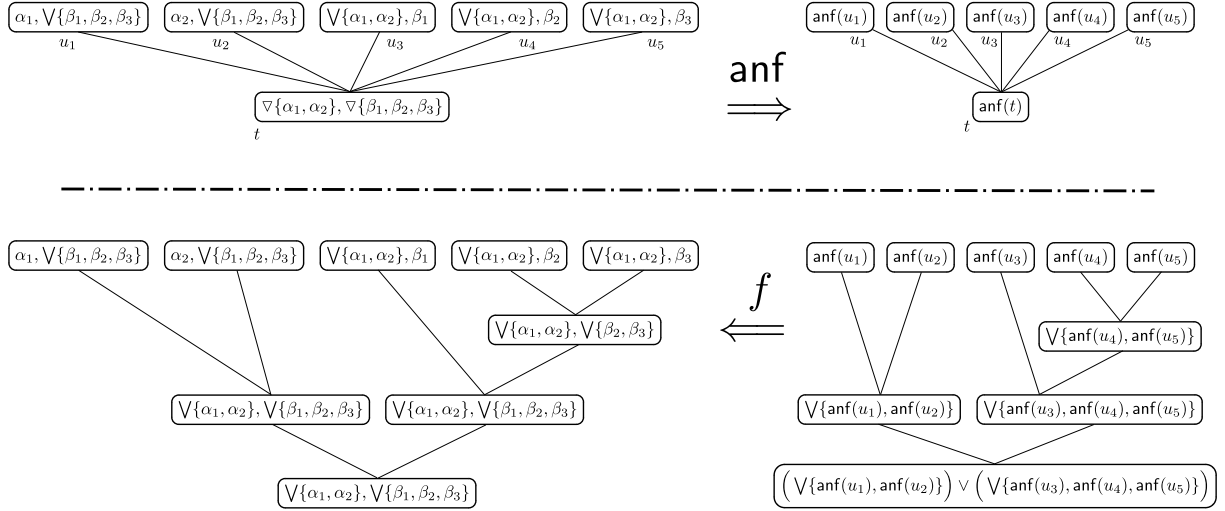 α₁, ⋁{β₁, β₂, β₃} α₂, ⋁{β₁, β₂, β₃} ⋁{α₁, α₂}, β₁ ⋁{α₁, α₂}, β₂ ⋁{α₁, α₂}, β₃ anf(u₁) anf(u₂) anf(u₃) anf(u₄) anf(u₅)
u₁ u₂ u₃ u₄ u₅ u₁ u₂ u₃ u₄ u₅
anf
▽{α₁, α₂}, ▽{β₁, β₂, β₃} ⟹ anf(t)
t t
α₁, ⋁{β₁, β₂, β₃} α₂, ⋁{β₁, β₂, β₃} ⋁{α₁, α₂}, β₁ ⋁{α₁, α₂}, β₂ ⋁{α₁, α₂}, β₃ anf(u₁) anf(u₂) anf(u₃) anf(u₄) anf(u₅)
f
⋁{α₁, α₂}, ⋁{β₂, β₃} ⟸ ⋁{anf(u₄), anf(u₅)}
⋁{α₁, α₂}, ⋁{β₁, β₂, β₃} ⋁{α₁, α₂}, ⋁{β₁, β₂, β₃} ⋁{anf(u₁), anf(u₂)} ⋁{anf(u₃), anf(u₄), anf(u₅)}
⋁{α₁, α₂}, ⋁{β₁, β₂, β₃} (⋁{anf(u₁), anf(u₂)}) ∨ (⋁{anf(u₃), anf(u₄), anf(u₅)})